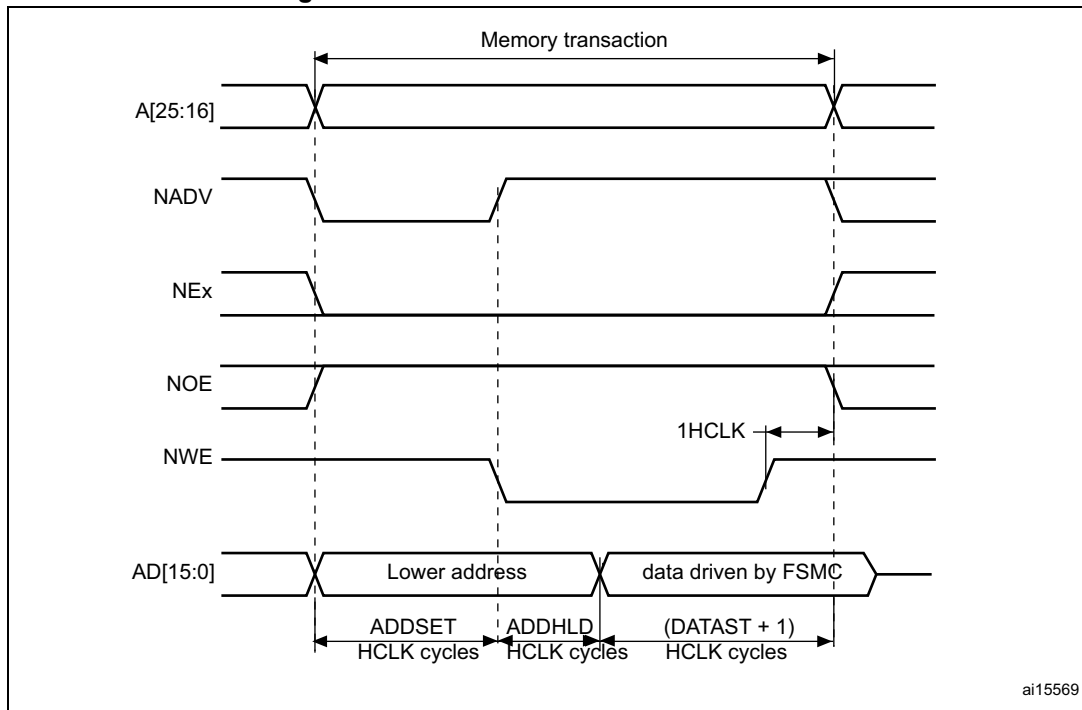 Memory transaction
A[25:16]
NADV
NEx
NOE
1HCLK
NWE
AD[15:0]
Lower address
data driven by FSMC
ADDSET
HCLK cycles
ADDHLD
HCLK cycles
(DATAST + 1)
HCLK cycles
ai15569